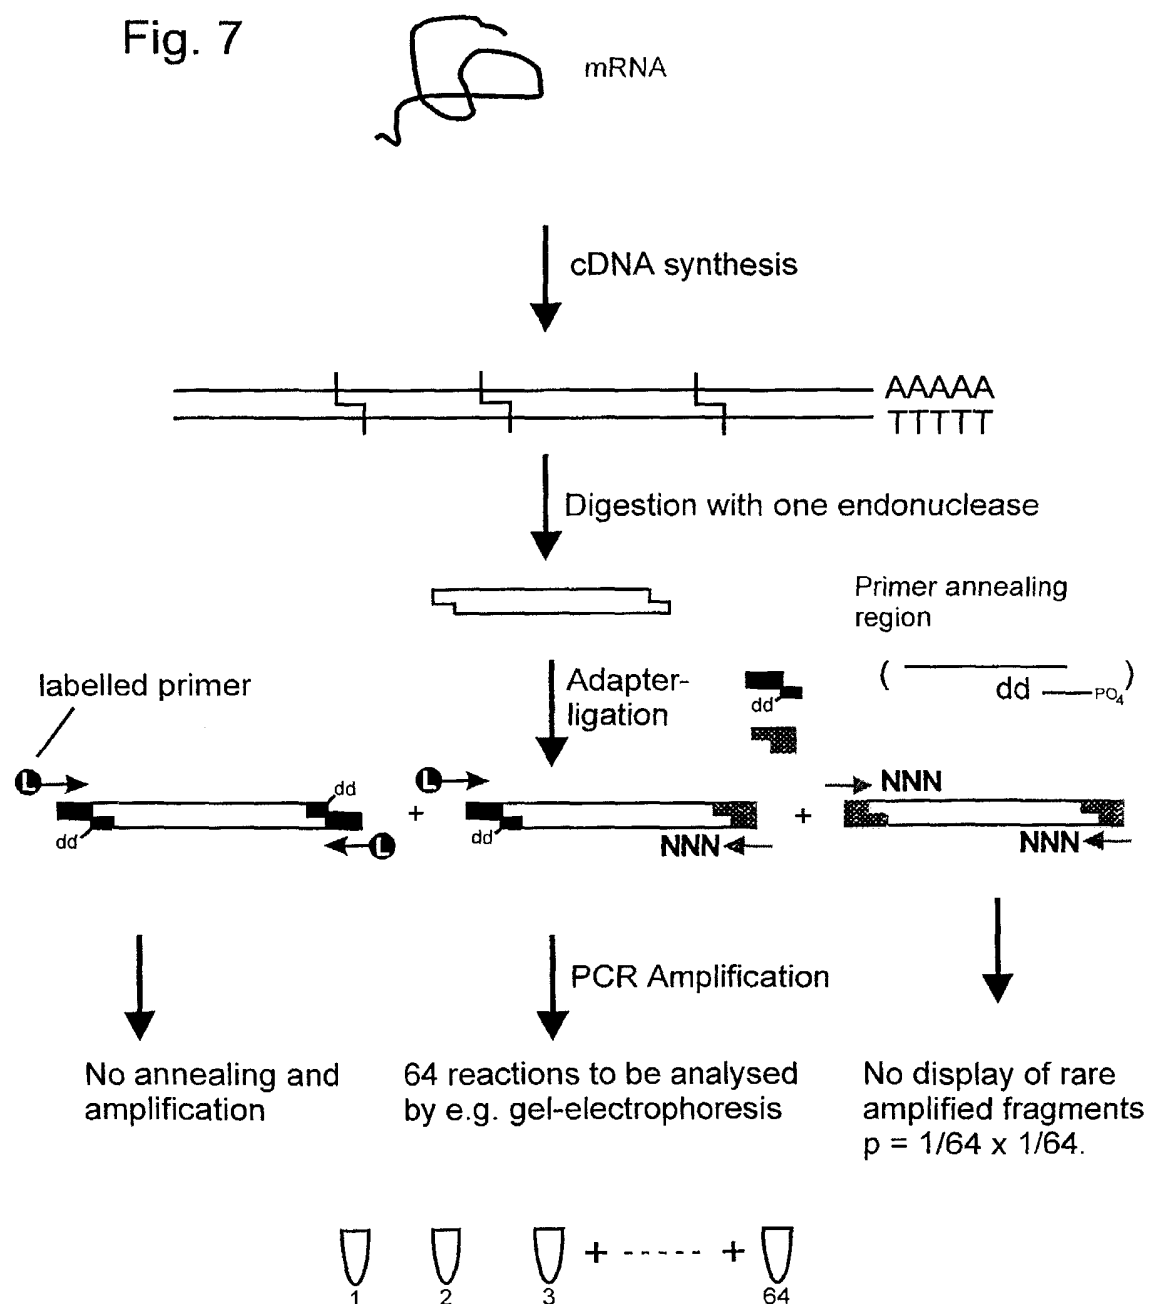 Fig. 7
mRNA
cDNA synthesis
AAAAA
TTTTT
Digestion with one endonuclease
Primer annealing
region
labelled primer
Adapter-
ligation
dd
( dd PO4 )
L
L
NNN
dd
dd
+
dd
+
L
NNN
NNN
PCR Amplification
No annealing and
amplification
64 reactions to be analysed
by e.g. gel-electrophoresis
No display of rare
amplified fragments
p = 1/64 x 1/64.
+ ----- +
1 2 3 64